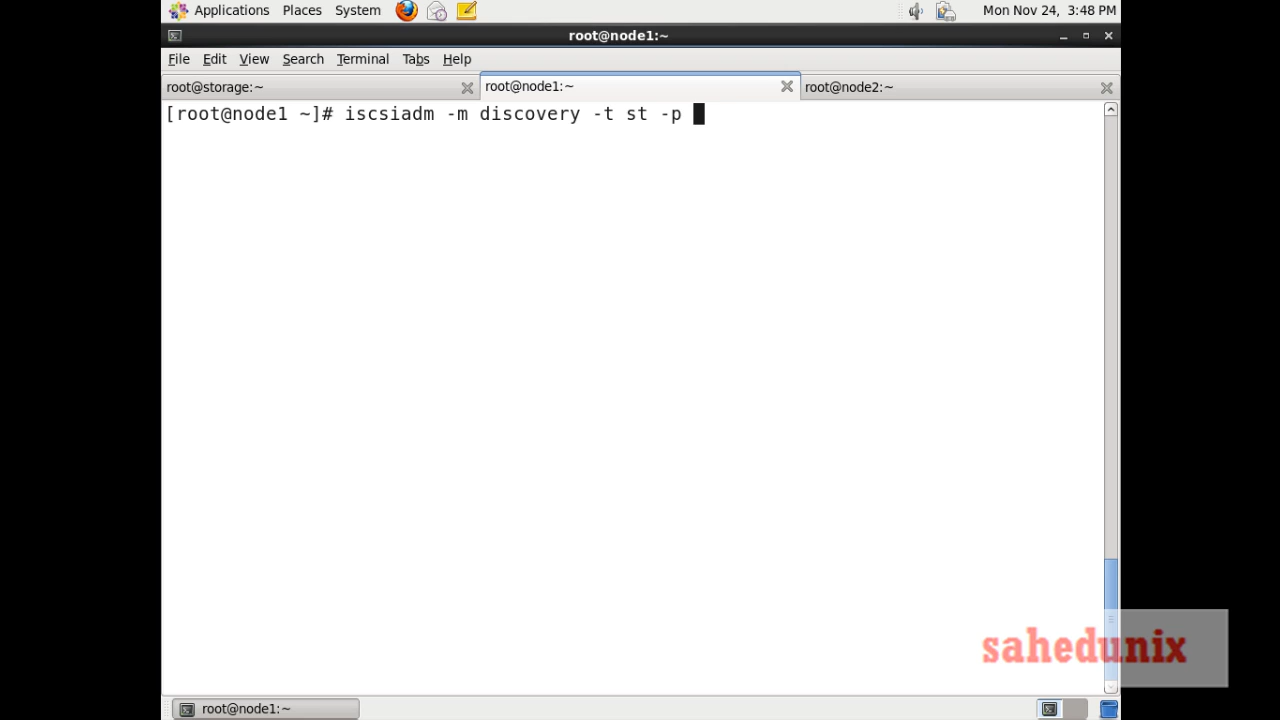 Applications Places System Mon Nov 24, 3:48 PM
root@node1:~
File Edit View Search Terminal Tabs Help
root@storage:~ root@node1:~ root@node2:~
[root@node1 ~]# iscsiadm -m discovery -t st -p
sahedunix
root@node1:~